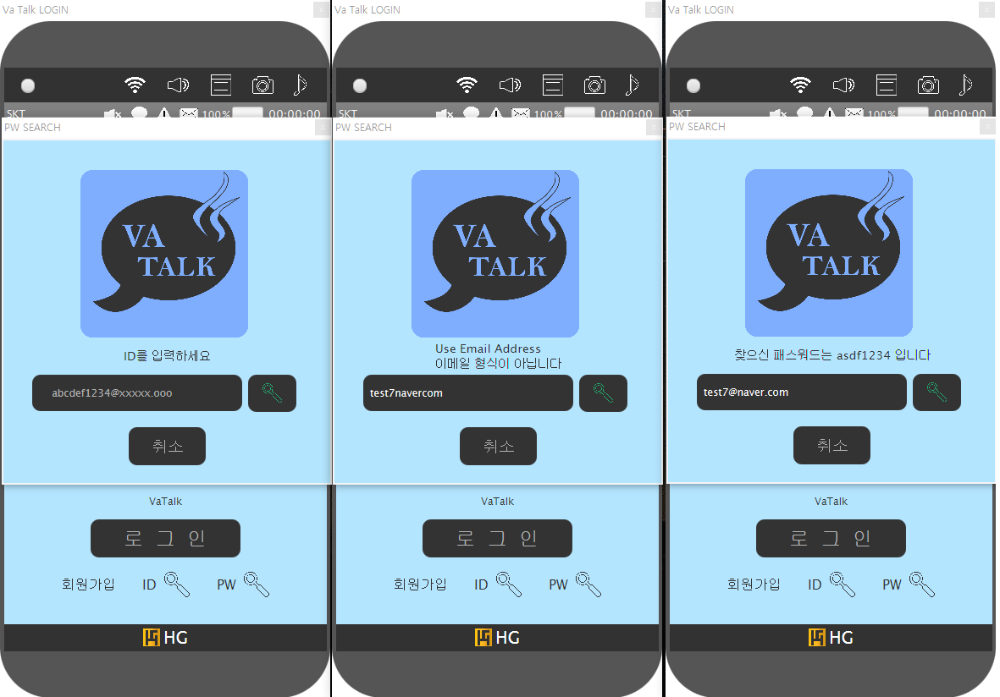 Va Talk LOGIN
SKT 100% 00:00:00
PW SEARCH
VA
TALK
ID를 입력하세요
abcdef1234@xxxxx.ooo
취소
VaTalk
로 그 인
회원가입 ID PW
HG
Va Talk LOGIN
SKT 100% 00:00:00
PW SEARCH
VA
TALK
Use Email Address
이메일 형식이 아닙니다
test7navercom
취소
VaTalk
로 그 인
회원가입 ID PW
HG
Va Talk LOGIN
SKT 100% 00:00:00
PW SEARCH
VA
TALK
찾으신 패스워드는 asdf1234 입니다
test7@naver.com
취소
VaTalk
로 그 인
회원가입 ID PW
HG